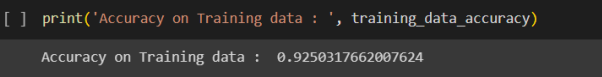 [ ] print('Accuracy on Training data : ', training_data_accuracy)
Accuracy on Training data :  0.9250317662007624